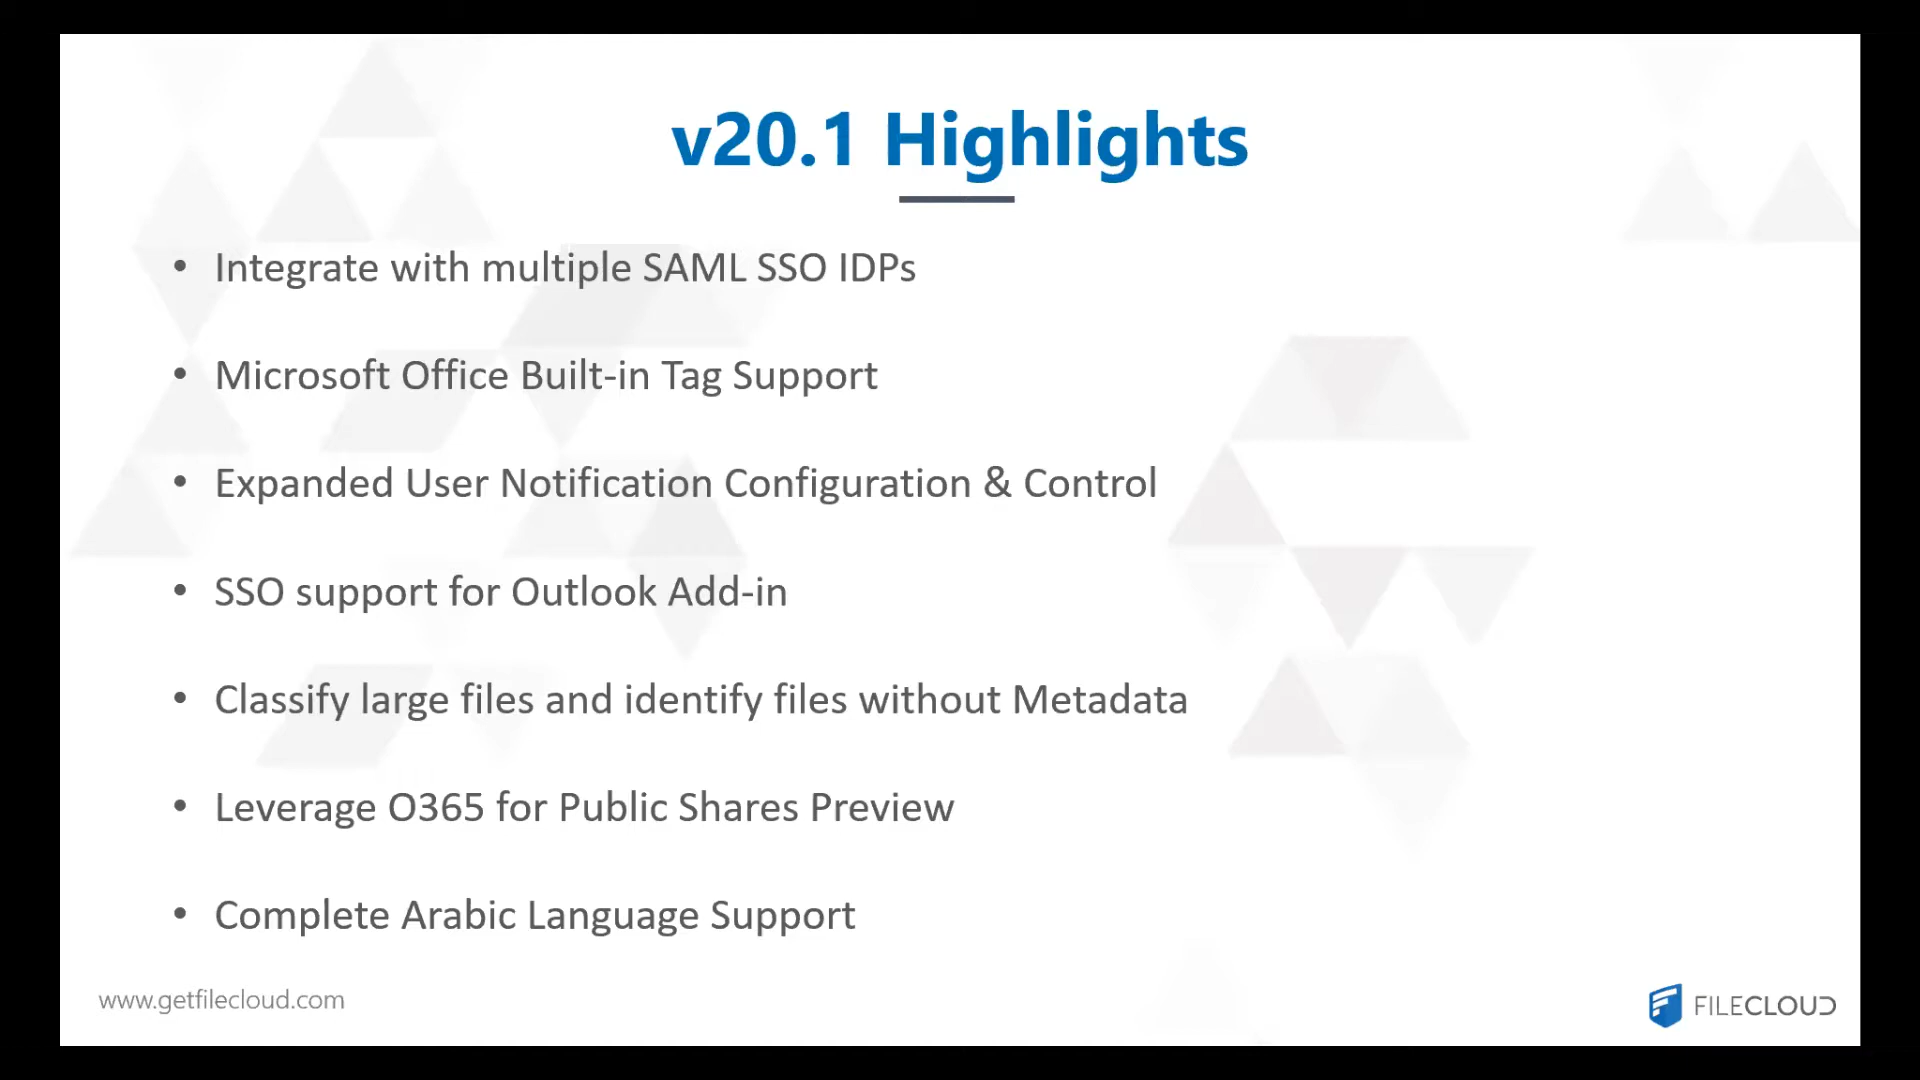 v20.1 Highlights
• Integrate with multiple SAML SSO IDPs
• Microsoft Office Built-in Tag Support
• Expanded User Notification Configuration & Control
• SSO support for Outlook Add-in
• Classify large files and identify files without Metadata
• Leverage O365 for Public Shares Preview
• Complete Arabic Language Support
www.getfilecloud.com
FILECLOUD